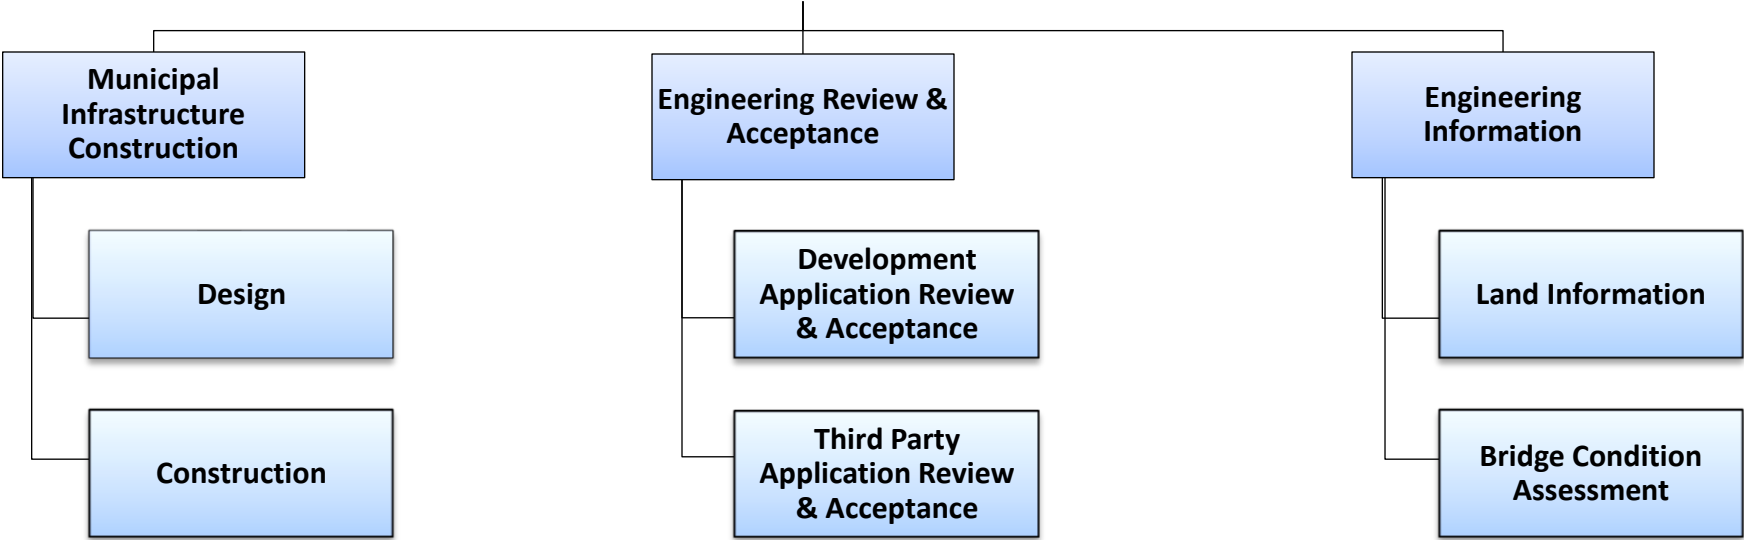 Municipal
Infrastructure
Construction
Engineering Review &
Acceptance
Engineering
Information
Design
Development
Application Review
& Acceptance
Land Information
Construction
Third Party
Application Review
& Acceptance
Bridge Condition
Assessment